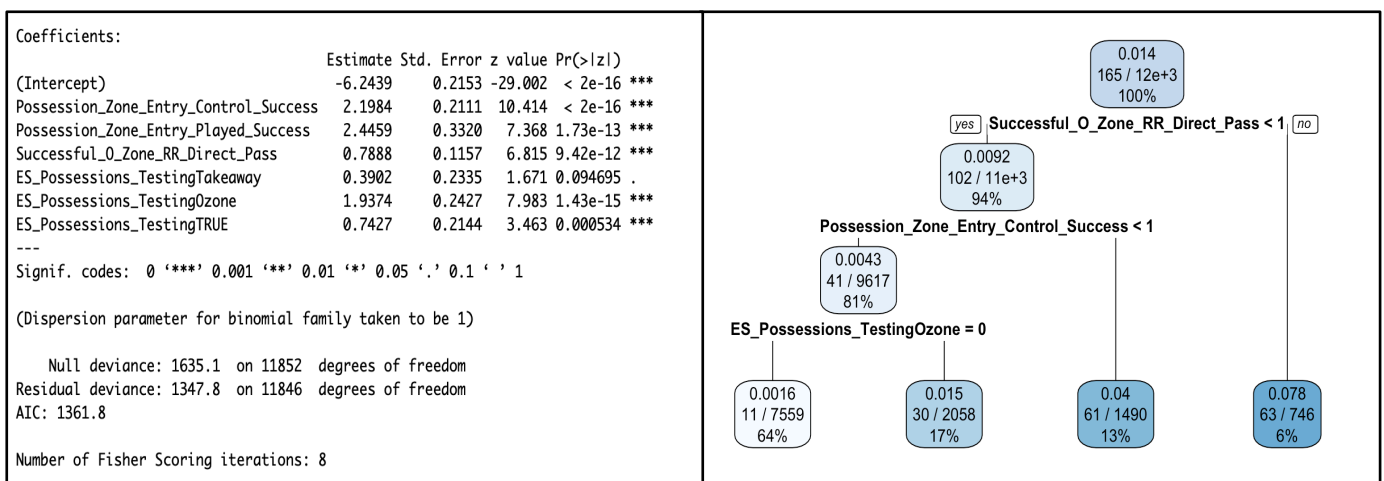 Coefficients:
Estimate Std. Error z value Pr(>|z|)
(Intercept) -6.2439 0.2153 -29.002 < 2e-16 ***
Possession_Zone_Entry_Control_Success 2.1984 0.2111 10.414 < 2e-16 ***
Possession_Zone_Entry_Played_Success 2.4459 0.3320 7.368 1.73e-13 ***
Successful_O_Zone_RR_Direct_Pass 0.7888 0.1157 6.815 9.42e-12 ***
ES_Possessions_TestingTakeaway 0.3902 0.2335 1.671 0.094695 .
ES_Possessions_TestingOzone 1.9374 0.2427 7.983 1.43e-15 ***
ES_Possessions_TestingTRUE 0.7427 0.2144 3.463 0.000534 ***
---
Signif. codes: 0 ‘***’ 0.001 ‘**’ 0.01 ‘*’ 0.05 ‘.’ 0.1 ‘ ’ 1
(Dispersion parameter for binomial family taken to be 1)
Null deviance: 1635.1 on 11852 degrees of freedom
Residual deviance: 1347.8 on 11846 degrees of freedom
AIC: 1361.8
Number of Fisher Scoring iterations: 8
0.014
165 / 12e+3
100%
yes Successful_O_Zone_RR_Direct_Pass < 1 no
0.0092
102 / 11e+3
94%
Possession_Zone_Entry_Control_Success < 1
0.0043
41 / 9617
81%
ES_Possessions_TestingOzone = 0
0.0016 0.015 0.04 0.078
11 / 7559 30 / 2058 61 / 1490 63 / 746
64% 17% 13% 6%